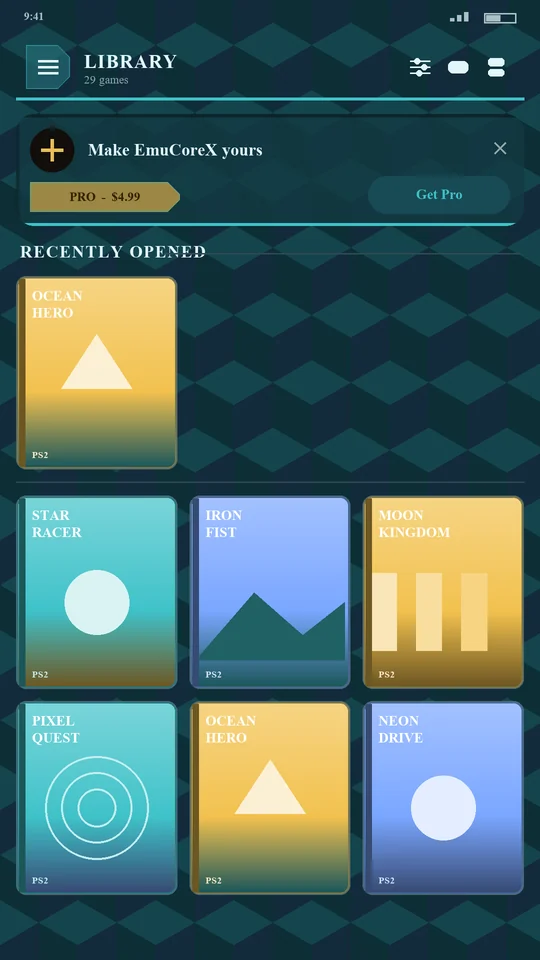 9:41
LIBRARY
29 games
Make EmuCoreX yours
PRO - $4.99
Get Pro
RECENTLY OPENED
OCEAN
HERO
PS2
STAR
RACER
PS2
IRON
FIST
PS2
MOON
KINGDOM
PS2
PIXEL
QUEST
PS2
OCEAN
HERO
PS2
NEON
DRIVE
PS2